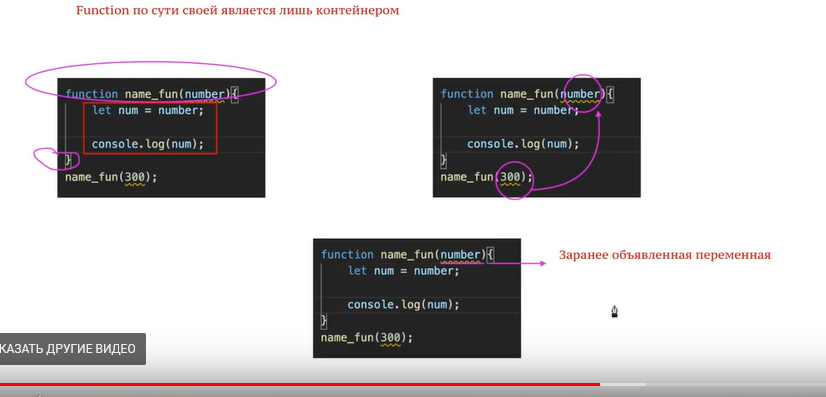 Function по сути своей является лишь контейнером
function name_fun(number){
let num = number;
console.log(num);
}
name_fun(300);
function name_fun(number){
let num = number;
console.log(num);
}
name_fun(300);
function name_fun(number){
let num = number;
console.log(num);
}
name_fun(300);
Заранее объявленная переменная
КАЗАТЬ ДРУГИЕ ВИДЕО